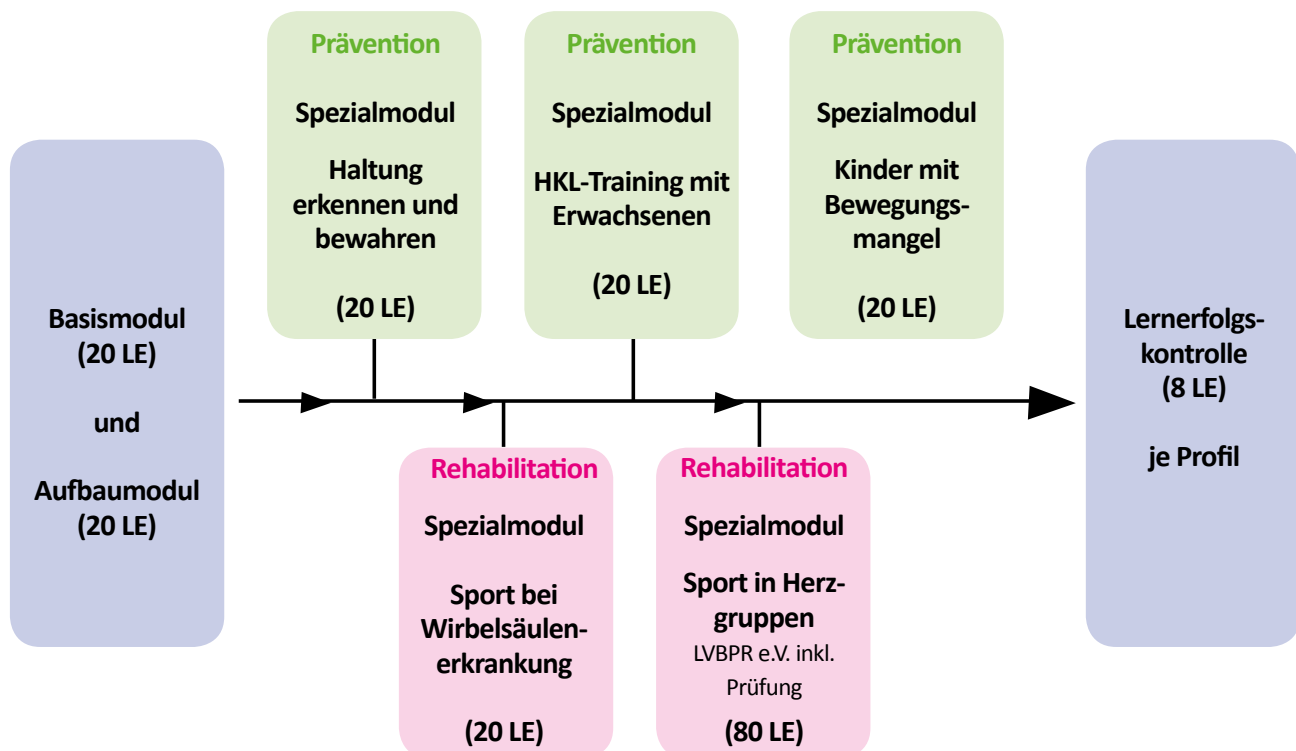 Basismodul
(20 LE)
und
Aufbaumodul
(20 LE)
Prävention
Spezialmodul
Haltung
erkennen und
bewahren
(20 LE)
Prävention
Spezialmodul
HKL-Training mit
Erwachsenen
(20 LE)
Prävention
Spezialmodul
Kinder mit
Bewegungs-
mangel
(20 LE)
Rehabilitation
Spezialmodul
Sport bei
Wirbelsäulen-
erkrankung
(20 LE)
Rehabilitation
Spezialmodul
Sport in Herz-
gruppen
LVBPR e.V. inkl.
Prüfung
(80 LE)
Lernerfolgs-
kontrolle
(8 LE)
je Profil